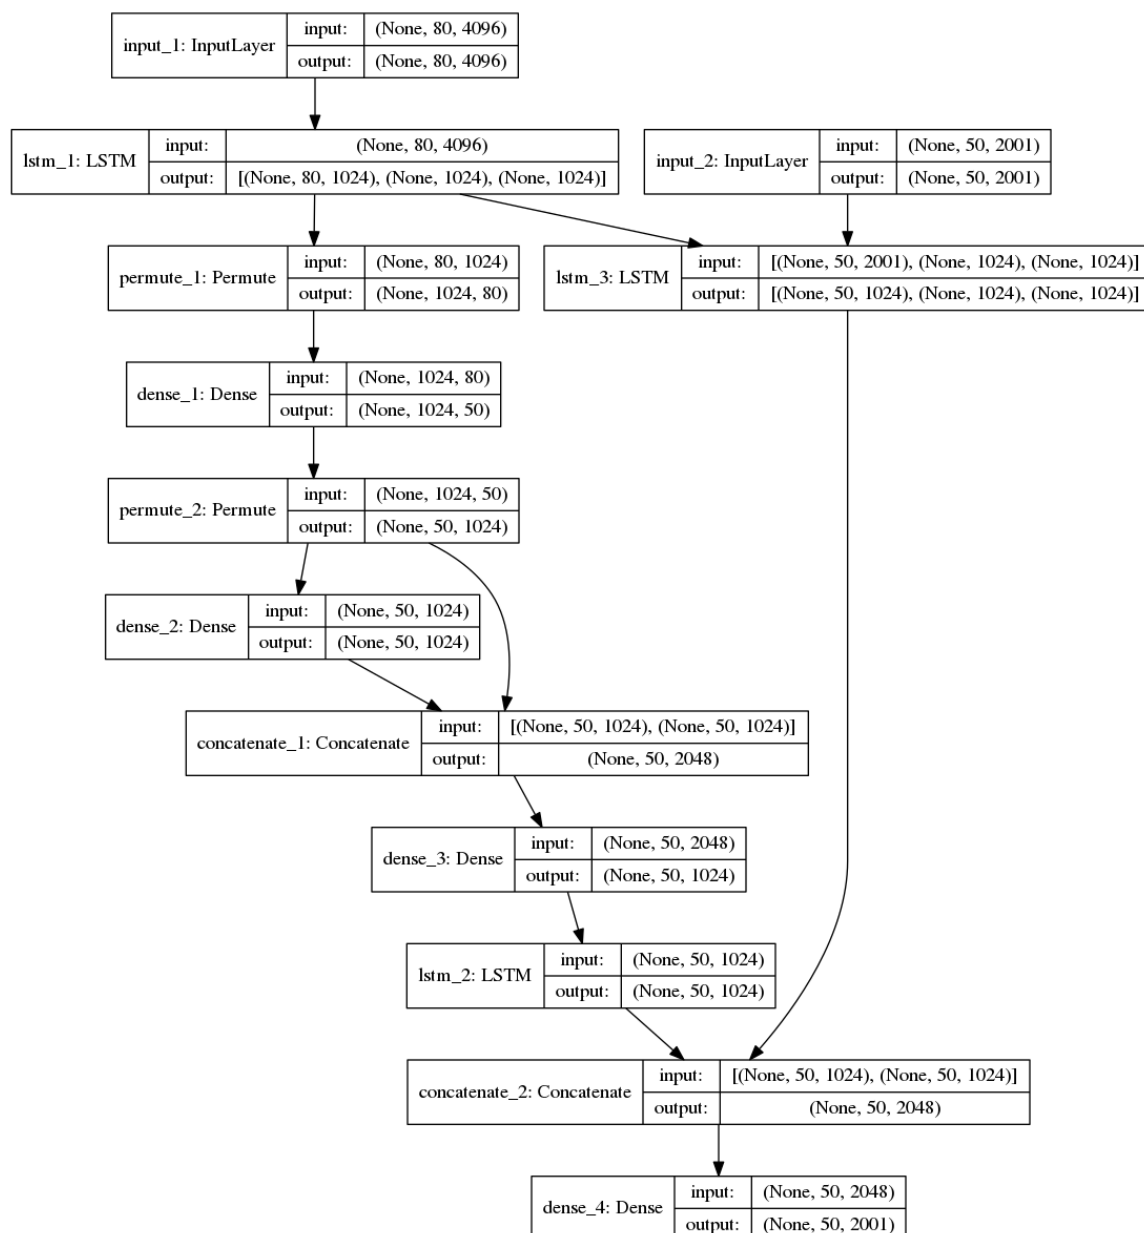 input_1: InputLayer
input: (None, 80, 4096)
output: (None, 80, 4096)
lstm_1: LSTM
input: (None, 80, 4096)
output: [(None, 80, 1024), (None, 1024), (None, 1024)]
input_2: InputLayer
input: (None, 50, 2001)
output: (None, 50, 2001)
permute_1: Permute
input: (None, 80, 1024)
output: (None, 1024, 80)
lstm_3: LSTM
input: [(None, 50, 2001), (None, 1024), (None, 1024)]
output: [(None, 50, 1024), (None, 1024), (None, 1024)]
dense_1: Dense
input: (None, 1024, 80)
output: (None, 1024, 50)
permute_2: Permute
input: (None, 1024, 50)
output: (None, 50, 1024)
dense_2: Dense
input: (None, 50, 1024)
output: (None, 50, 1024)
concatenate_1: Concatenate
input: [(None, 50, 1024), (None, 50, 1024)]
output: (None, 50, 2048)
dense_3: Dense
input: (None, 50, 2048)
output: (None, 50, 1024)
lstm_2: LSTM
input: (None, 50, 1024)
output: (None, 50, 1024)
concatenate_2: Concatenate
input: [(None, 50, 1024), (None, 50, 1024)]
output: (None, 50, 2048)
dense_4: Dense
input: (None, 50, 2048)
output: (None, 50, 2001)